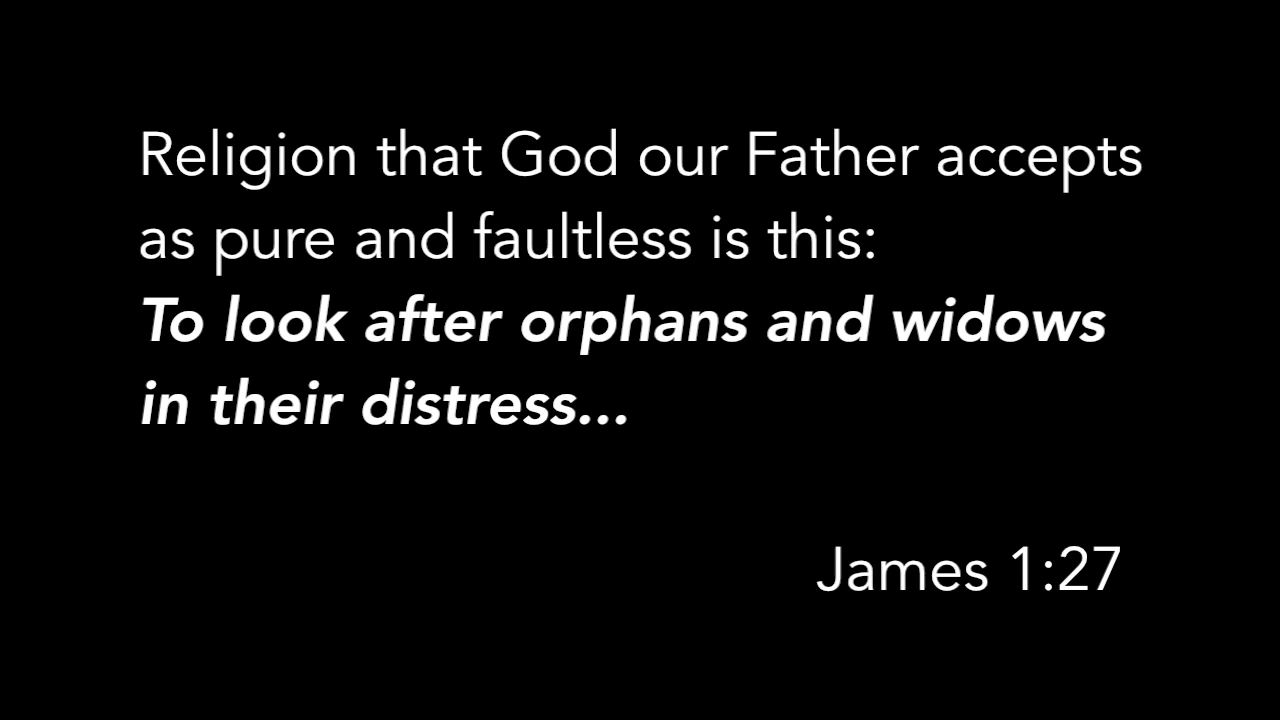 Religion that God our Father accepts
as pure and faultless is this:
To look after orphans and widows
in their distress...
James 1:27